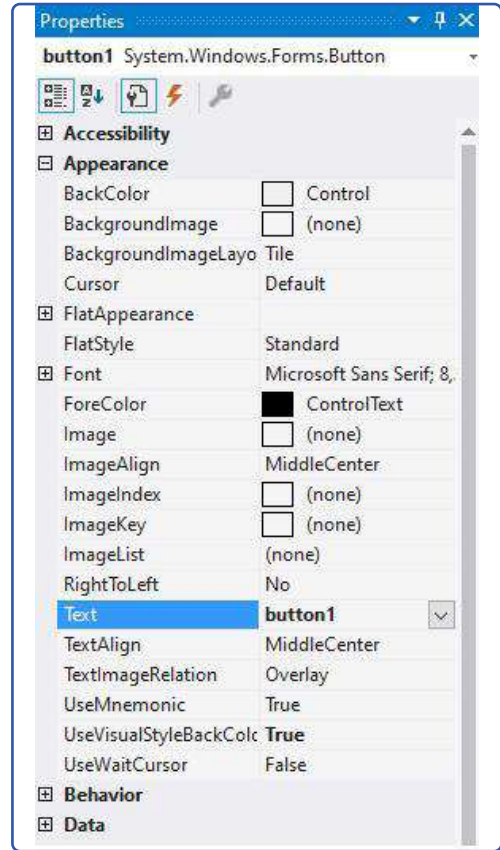 Properties
button1 System.Windows.Forms.Button
Accessibility
Appearance
BackColor Control
BackgroundImage (none)
BackgroundImageLayo Tile
Cursor Default
FlatAppearance
FlatStyle Standard
Font Microsoft Sans Serif; 8,
ForeColor ControlText
Image (none)
ImageAlign MiddleCenter
ImageIndex (none)
ImageKey (none)
ImageList (none)
RightToLeft No
Text button1
TextAlign MiddleCenter
TextImageRelation Overlay
UseMnemonic True
UseVisualStyleBackColc True
UseWaitCursor False
Behavior
Data